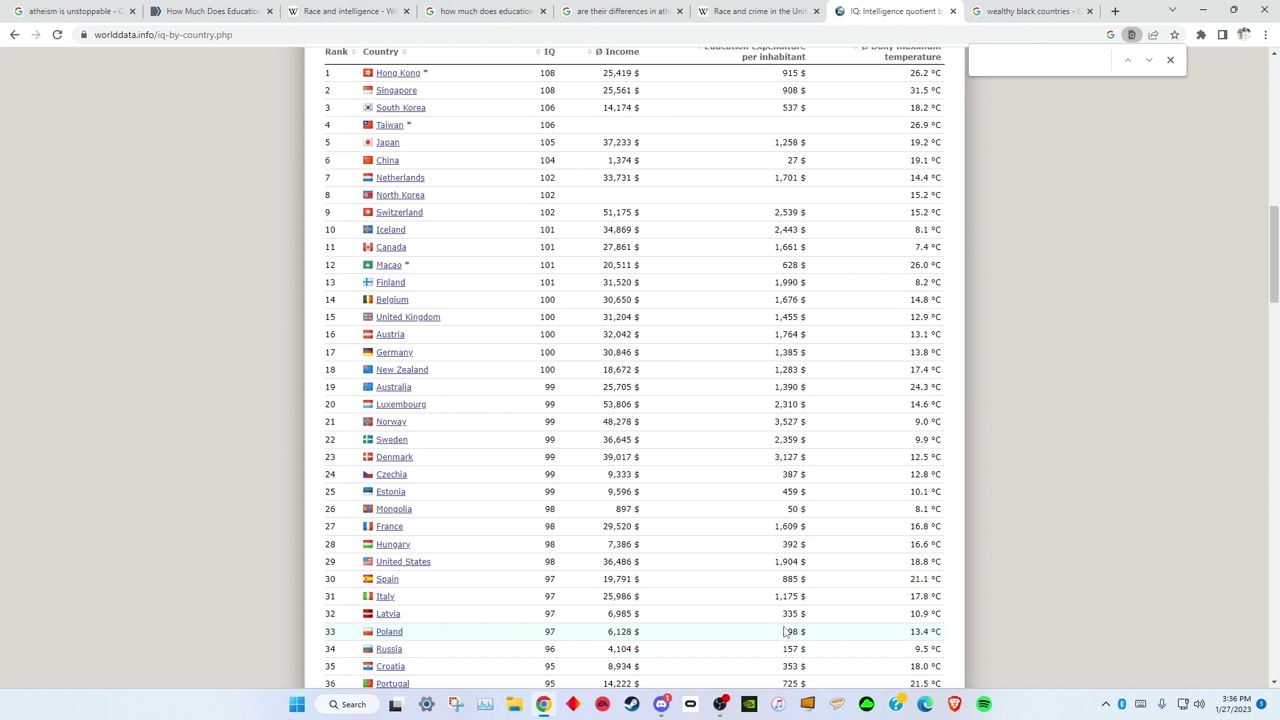 atheism is unstoppable - G
How Much Does Education
Race and intelligence - Wi
how much does education
are their differences in ath
Race and crime in the Unite
IQ: Intelligence quotient b
wealthy black countries - G
worlddata.info/iq-by-country.php
Rank Country IQ Ø Income Education Expenditure per inhabitant Ø Daily maximum temperature
1 Hong Kong * 108 25,419 $ 915 $ 26.2 °C
2 Singapore 108 25,561 $ 908 $ 31.5 °C
3 South Korea 106 14,174 $ 537 $ 18.2 °C
4 Taiwan * 106 26.9 °C
5 Japan 105 37,233 $ 1,258 $ 19.2 °C
6 China 104 1,374 $ 27 $ 19.1 °C
7 Netherlands 102 33,731 $ 1,701 $ 14.4 °C
8 North Korea 102 15.2 °C
9 Switzerland 102 51,175 $ 2,539 $ 15.2 °C
10 Iceland 101 34,869 $ 2,443 $ 8.1 °C
11 Canada 101 27,861 $ 1,661 $ 7.4 °C
12 Macao * 101 20,511 $ 628 $ 26.0 °C
13 Finland 101 31,520 $ 1,990 $ 8.2 °C
14 Belgium 100 30,650 $ 1,676 $ 14.8 °C
15 United Kingdom 100 31,204 $ 1,455 $ 12.9 °C
16 Austria 100 32,042 $ 1,764 $ 13.1 °C
17 Germany 100 30,846 $ 1,385 $ 13.8 °C
18 New Zealand 100 18,672 $ 1,283 $ 17.4 °C
19 Australia 99 25,705 $ 1,390 $ 24.3 °C
20 Luxembourg 99 53,806 $ 2,310 $ 14.6 °C
21 Norway 99 48,278 $ 3,527 $ 9.0 °C
22 Sweden 99 36,645 $ 2,359 $ 9.9 °C
23 Denmark 99 39,017 $ 3,127 $ 12.5 °C
24 Czechia 99 9,333 $ 387 $ 12.8 °C
25 Estonia 99 9,596 $ 459 $ 10.1 °C
26 Mongolia 98 897 $ 50 $ 8.1 °C
27 France 98 29,520 $ 1,609 $ 16.8 °C
28 Hungary 98 7,386 $ 392 $ 16.6 °C
29 United States 98 36,486 $ 1,904 $ 18.8 °C
30 Spain 97 19,791 $ 885 $ 21.1 °C
31 Italy 97 25,986 $ 1,175 $ 17.8 °C
32 Latvia 97 6,985 $ 335 $ 10.9 °C
33 Poland 97 6,128 $ 98 $ 13.4 °C
34 Russia 96 4,104 $ 157 $ 9.5 °C
35 Croatia 95 8,934 $ 353 $ 18.0 °C
36 Portugal 95 14,222 $ 725 $ 21.5 °C
Search
3:36 PM
1/27/2023